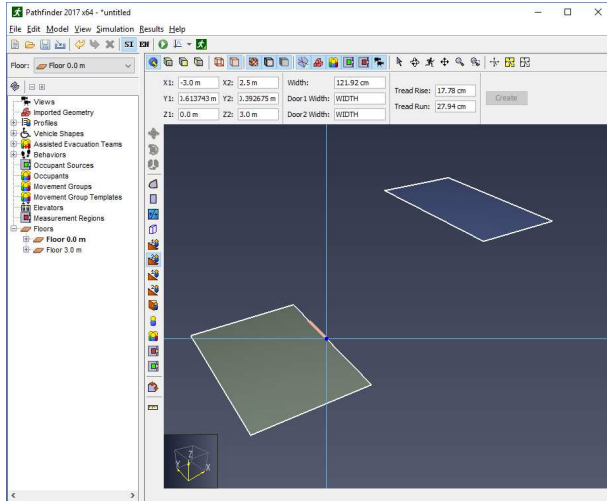 Pathfinder 2017 x64 - *untitled
File Edit Model View Simulation Results Help
SI EN
Floor: Floor 0.0 m
X1: -3.0 m X2: 2.5 m Width: 121.92 cm Tread Rise: 17.78 cm
Y1: 0.613743 m Y2: 0.392675 m Door1 Width: WIDTH Tread Run: 27.94 cm Create
Z1: 0.0 m Z2: 3.0 m Door2 Width: WIDTH
Views
Imported Geometry
Profiles
Vehicle Shapes
Assisted Evacuation Teams
Behaviors
Occupant Sources
Occupants
Movement Groups
Movement Group Templates
Elevators
Measurement Regions
Floors
Floor 0.0 m
Floor 3.0 m
Z
Y X